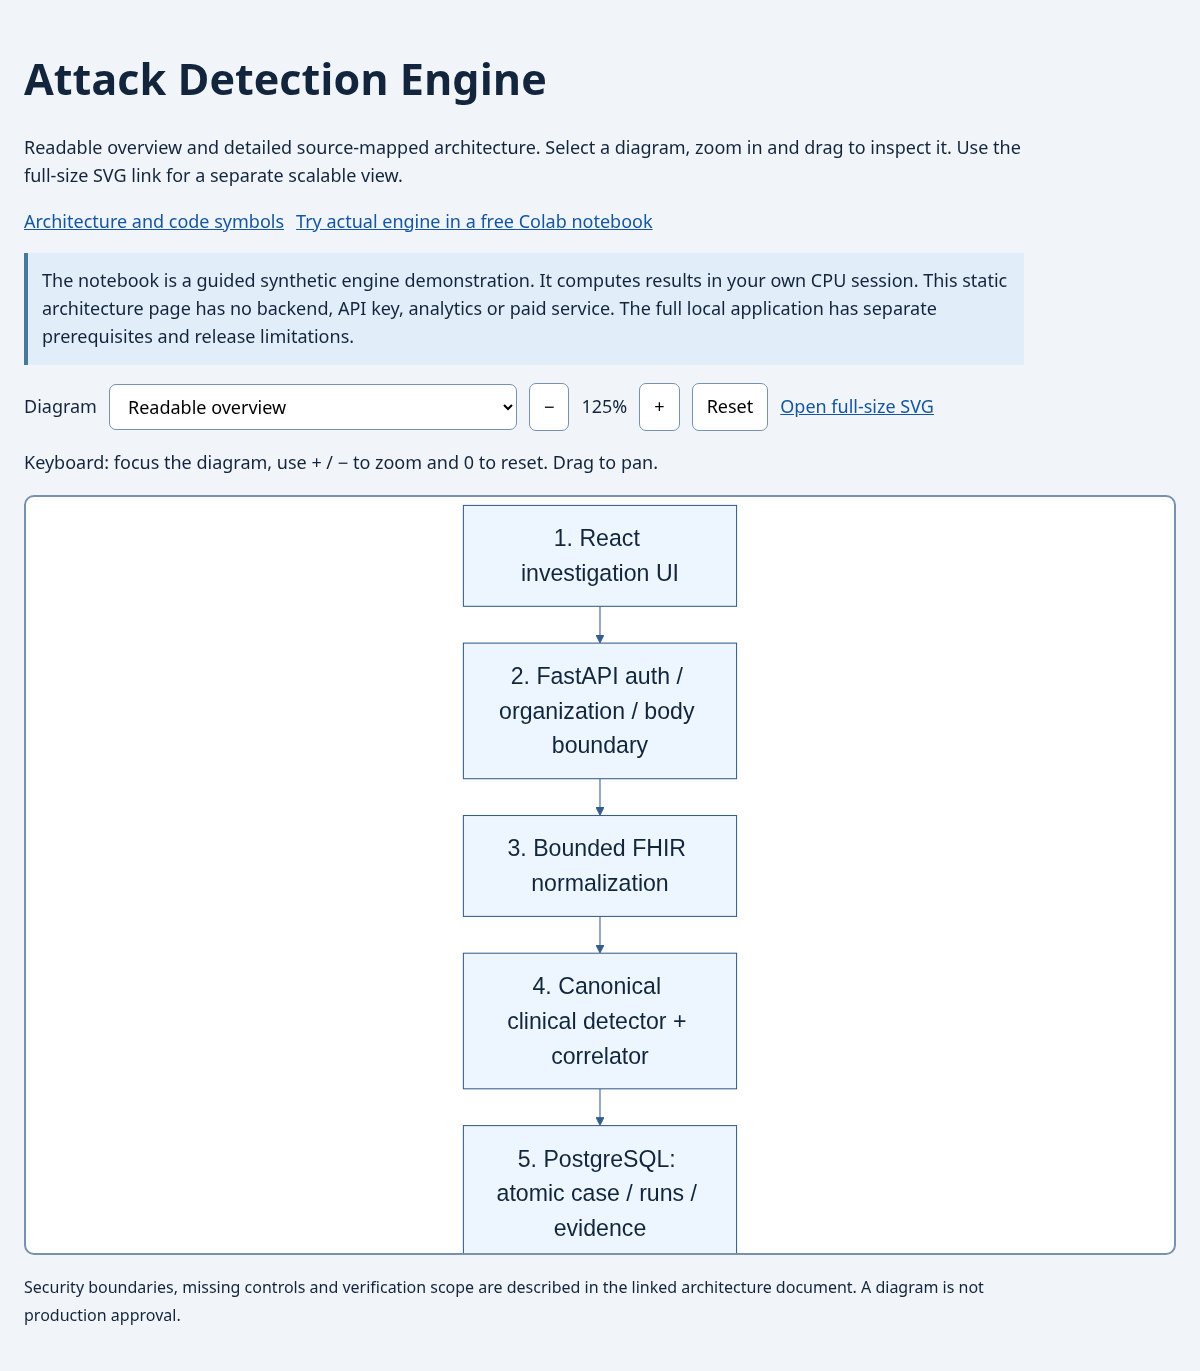 Attack Detection Engine
Readable overview and detailed source-mapped architecture. Select a diagram, zoom in and drag to inspect it. Use the
full-size SVG link for a separate scalable view.
Architecture and code symbols Try actual engine in a free Colab notebook
The notebook is a guided synthetic engine demonstration. It computes results in your own CPU session. This static
architecture page has no backend, API key, analytics or paid service. The full local application has separate
prerequisites and release limitations.
Diagram Readable overview − 125% + Reset Open full-size SVG
Keyboard: focus the diagram, use + / − to zoom and 0 to reset. Drag to pan.
1. React
investigation UI
2. FastAPI auth /
organization / body
boundary
3. Bounded FHIR
normalization
4. Canonical
clinical detector +
correlator
5. PostgreSQL:
atomic case / runs /
evidence
Security boundaries, missing controls and verification scope are described in the linked architecture document. A diagram is not
production approval.